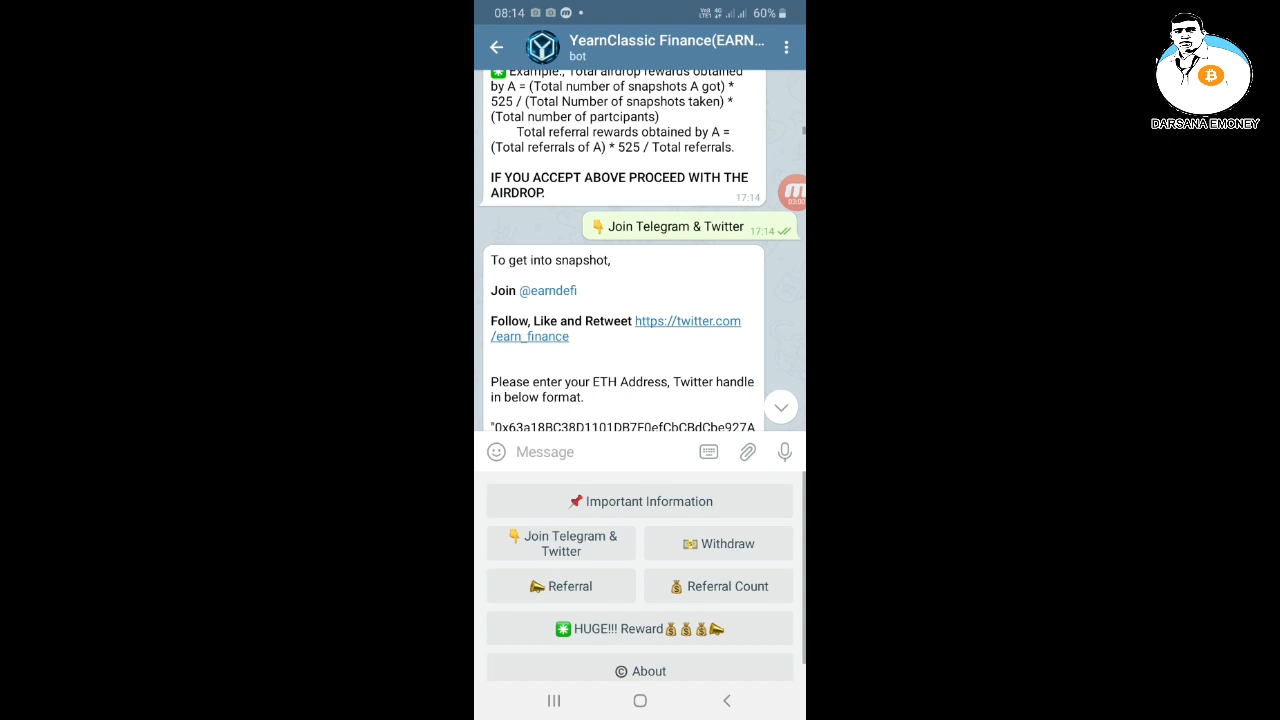 08:14
60%
YearnClassic Finance(EARN...
bot
Example., Total airdrop rewards obtained
by A = (Total number of snapshots A got) *
525 / (Total Number of snapshots taken) *
(Total number of partcipants)
Total referral rewards obtained by A =
(Total referrals of A) * 525 / Total referrals.
IF YOU ACCEPT ABOVE PROCEED WITH THE
AIRDROP.
17:14
03:00
👇 Join Telegram & Twitter 17:14
To get into snapshot,
Join @earndefi
Follow, Like and Retweet https://twitter.com
/earn_finance
Please enter your ETH Address, Twitter handle
in below format.
"0x63a18BC38D1101DB7F0efCbCBdCbe927A
Message
📌 Important Information
👇 Join Telegram &
Twitter
💵 Withdraw
📣 Referral
💰 Referral Count
✳️ HUGE!!! Reward💰💰💰📣
© About
DARSANA EMONEY